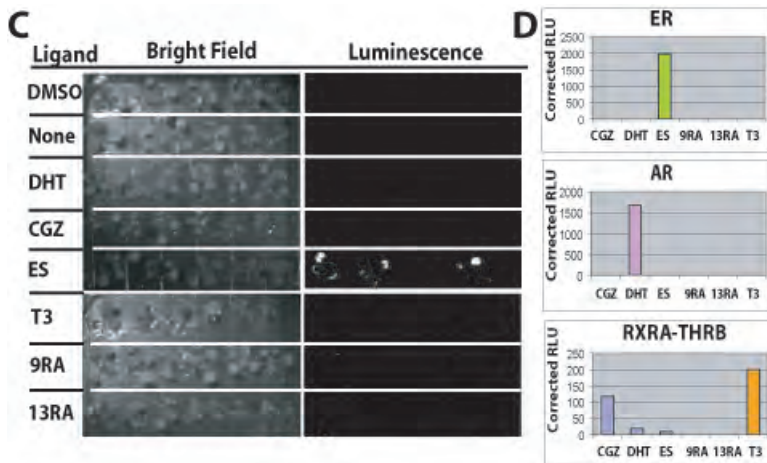 C
Ligand Bright Field Luminescence
DMSO
None
DHT
CGZ
ES
T3
9RA
13RA
D
ER
Corrected RLU
2500
2000
1500
1000
500
0
CGZ DHT ES 9RA 13RA T3
AR
Corrected RLU
2000
1500
1000
500
0
CGZ DHT ES 9RA 13RA T3
RXRA-THRB
Corrected RLU
250
200
150
100
50
0
CGZ DHT ES 9RA 13RA T3